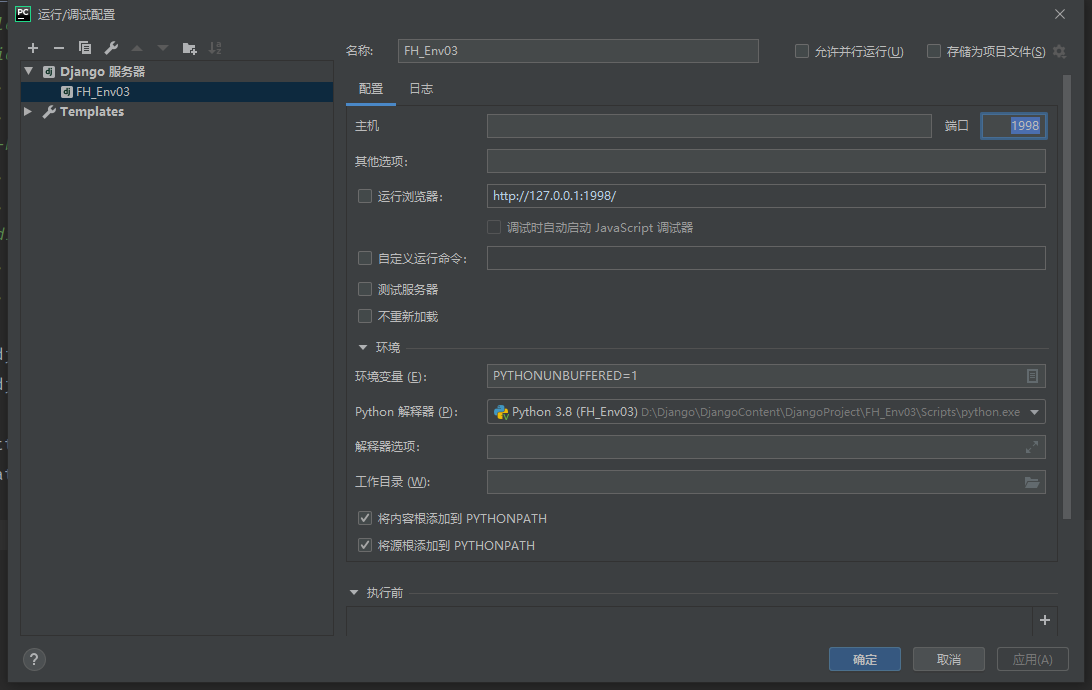 PC 运行/调试配置
名称: FH_Env03 允许并行运行(U) 存储为项目文件(S)
dj Django 服务器
dj FH_Env03
Templates
配置 日志
主机 端口 1998
其他选项:
运行浏览器: http://127.0.0.1:1998/
调试时自动启动 JavaScript 调试器
自定义运行命令:
测试服务器
不重新加载
环境
环境变量 (E): PYTHONUNBUFFERED=1
Python 解释器 (P): Python 3.8 (FH_Env03) D:\Django\DjangoContent\DjangoProject\FH_Env03\Scripts\python.exe
解释器选项:
工作目录 (W):
将内容根添加到 PYTHONPATH
将源根添加到 PYTHONPATH
执行前
? 确定 取消 应用(A)